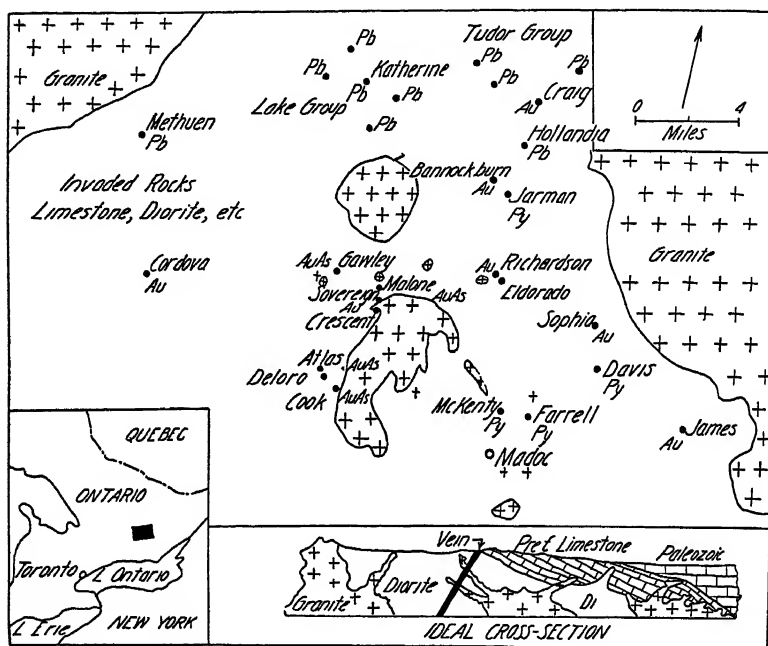 Pb
Tudor Group
Pb
Pb
Granite
Pb
Katherine
Pb
Pb
Pb
Craig
Au
0 4
Miles
Lake Group
Pb
Methuen
Pb
Hollandia
Pb
Invaded Rocks
Limestone, Diorite, etc
Bannockburn
Au
Jarman
Py
Granite
Cordova
Au
AuAs
Gawley
Malone
AuAs
Sovereign
Au
Crescent
Au
Richardson
Eldorado
Sophia
Au
Atlas
AuAs
Deloro
Cook
AuAs
Davis
Py
McKenty
Py
Farrell
Py
James
Au
Madoc
QUEBEC
ONTARIO
Toronto
L Ontario
L Erie
NEW YORK
Vein
Pre Є Limestone
Paleozoic
Granite
Diorite
Di
IDEAL CROSS-SECTION